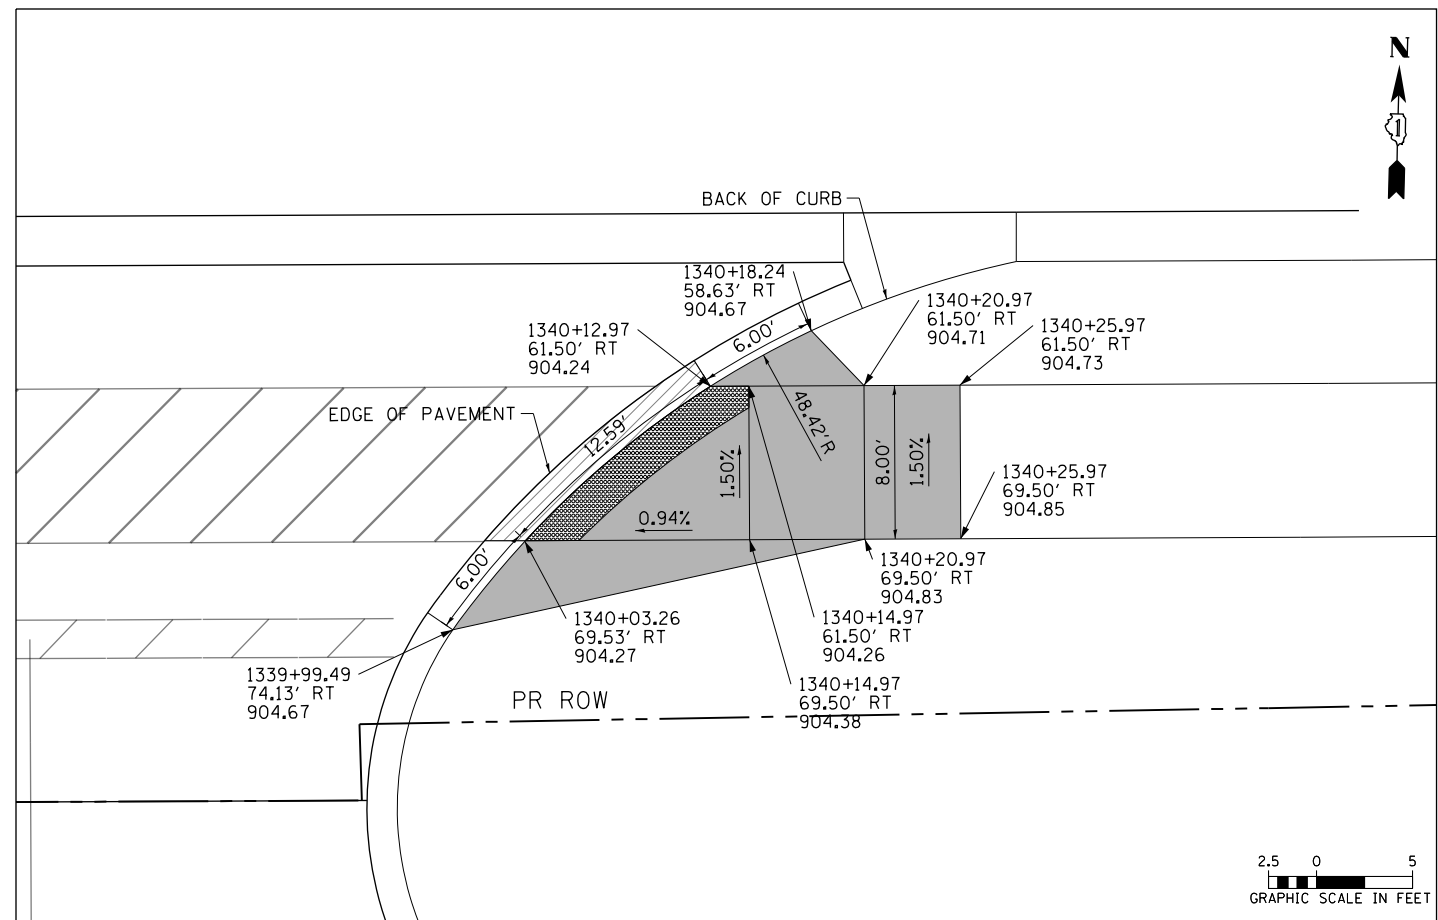 N
BACK OF CURB
1340+18.24
58.63' RT
904.67
1340+20.97
61.50' RT
904.71
1340+25.97
61.50' RT
904.73
1340+12.97
61.50' RT
904.24
6.00'
EDGE OF PAVEMENT
12.59'
48.42'R
1.50%
8.00'
1.50%
0.94%
1340+25.97
69.50' RT
904.85
6.00'
1340+20.97
69.50' RT
904.83
1340+03.26
69.53' RT
904.27
1340+14.97
61.50' RT
904.26
1339+99.49
74.13' RT
904.67
1340+14.97
69.50' RT
904.38
PR ROW
2.5 0 5
GRAPHIC SCALE IN FEET